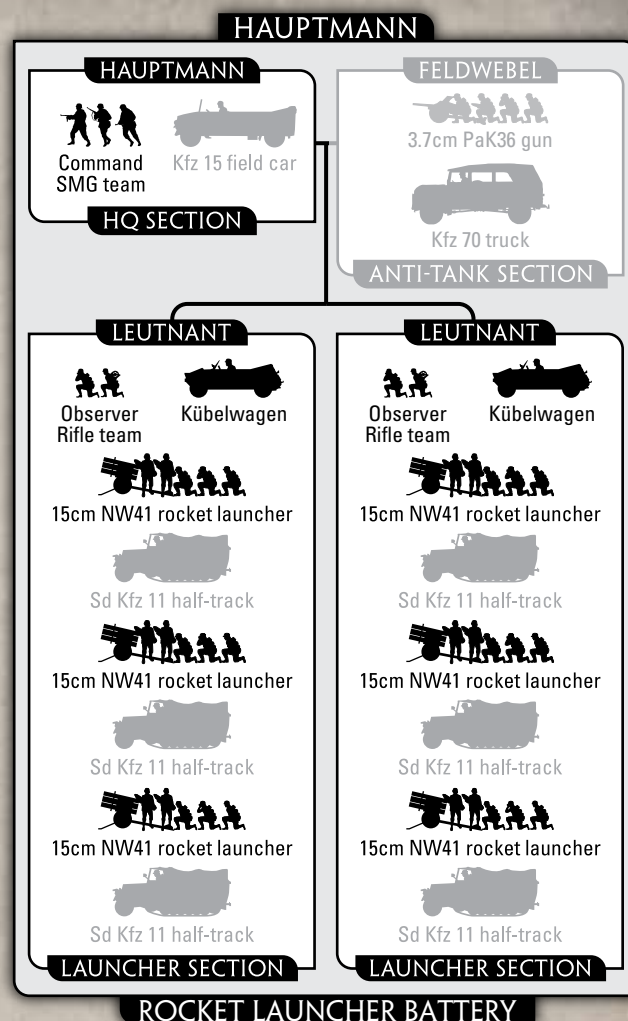 HAUPTMANN
HAUPTMANN
Command
SMG team
Kfz 15 field car
HQ SECTION
FELDWEBEL
3.7cm PaK36 gun
Kfz 70 truck
ANTI-TANK SECTION
LEUTNANT
Observer
Rifle team
Kübelwagen
15cm NW41 rocket launcher
Sd Kfz 11 half-track
15cm NW41 rocket launcher
Sd Kfz 11 half-track
15cm NW41 rocket launcher
Sd Kfz 11 half-track
LAUNCHER SECTION
LEUTNANT
Observer
Rifle team
Kübelwagen
15cm NW41 rocket launcher
Sd Kfz 11 half-track
15cm NW41 rocket launcher
Sd Kfz 11 half-track
15cm NW41 rocket launcher
Sd Kfz 11 half-track
LAUNCHER SECTION
ROCKET LAUNCHER BATTERY